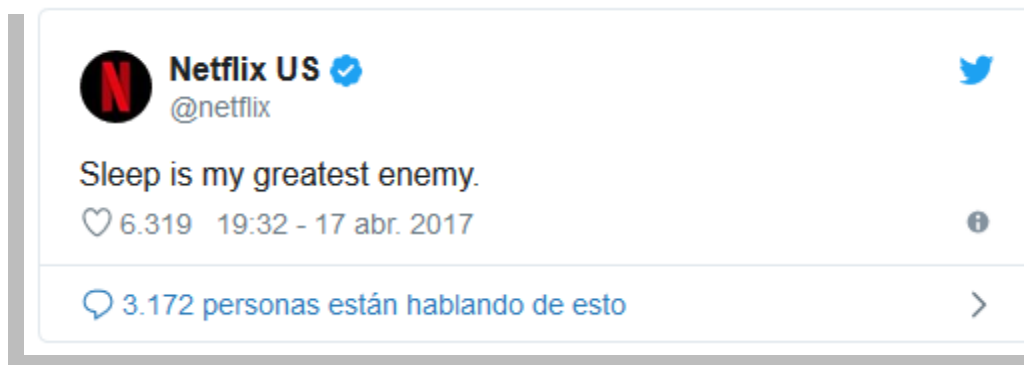 Netflix US
@netflix
Sleep is my greatest enemy.
6.319 19:32 - 17 abr. 2017
3.172 personas están hablando de esto